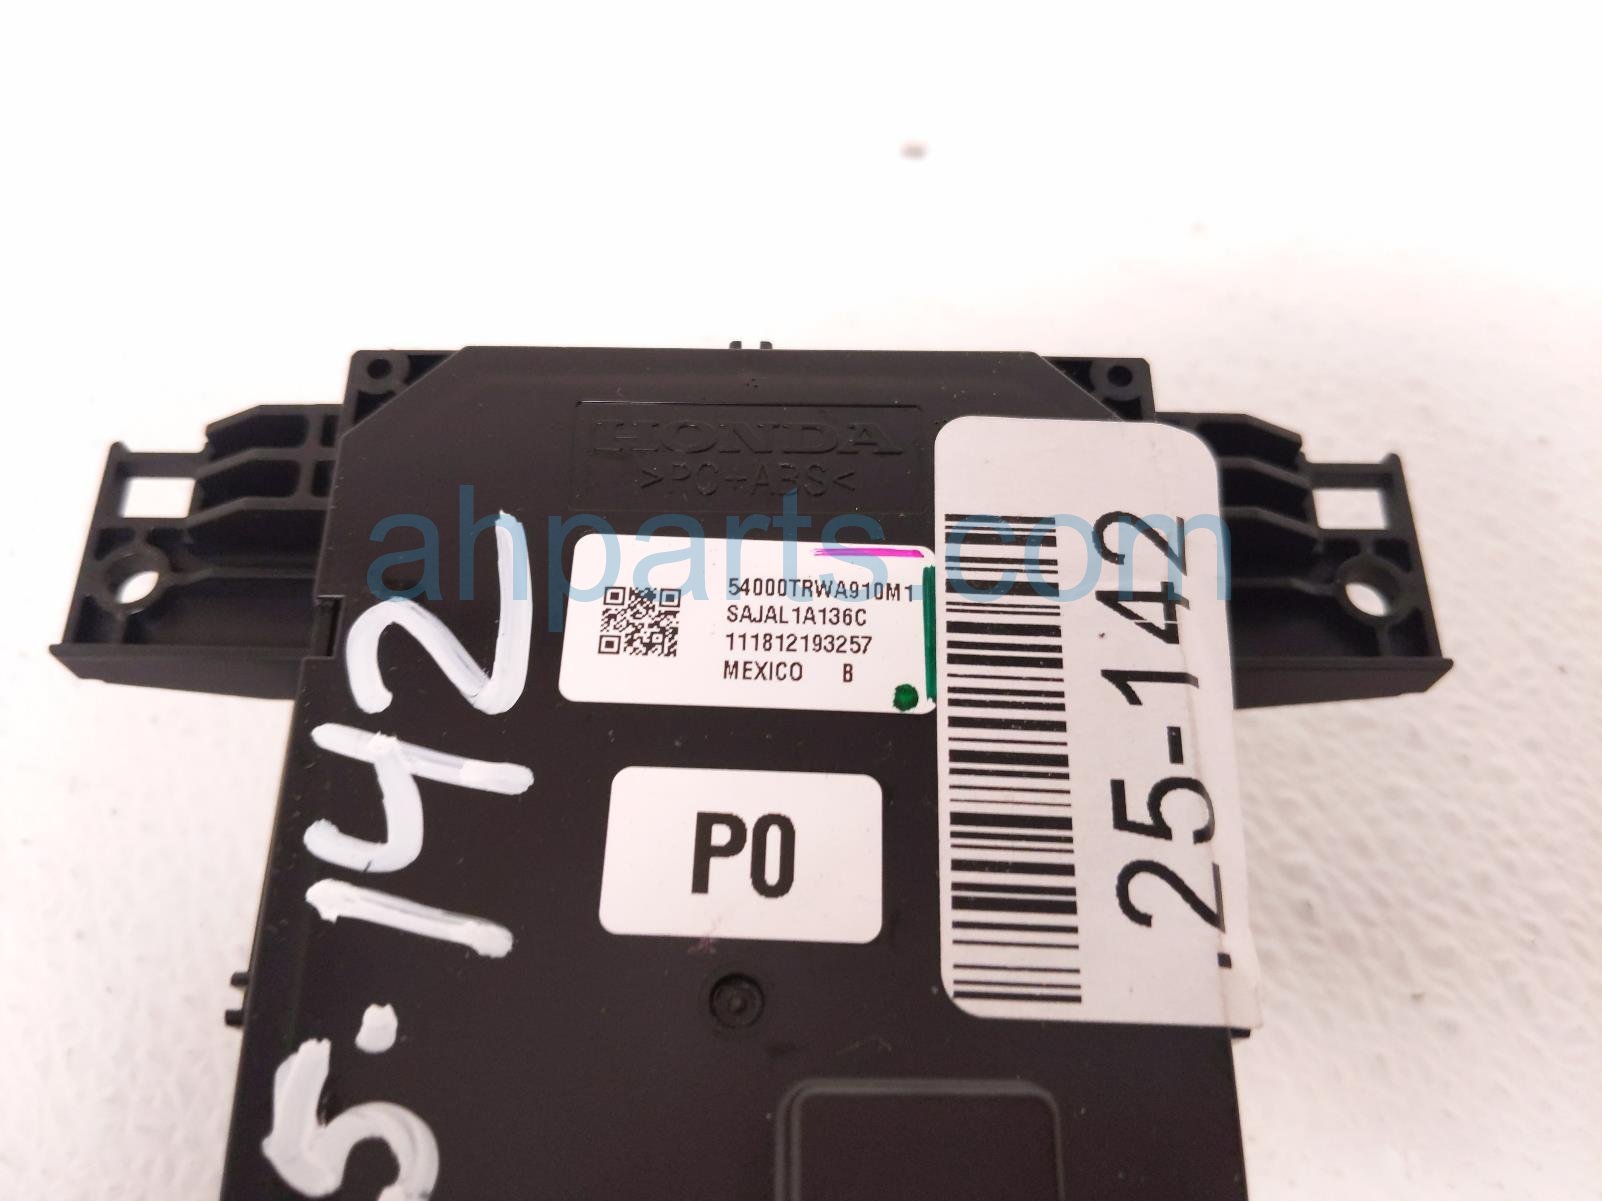 HONDA
>PC+ABS<
ahparts.com
54000TRWA910M1
SAJAL1A136C
111812193257
MEXICO B
P0
25-142
5.142